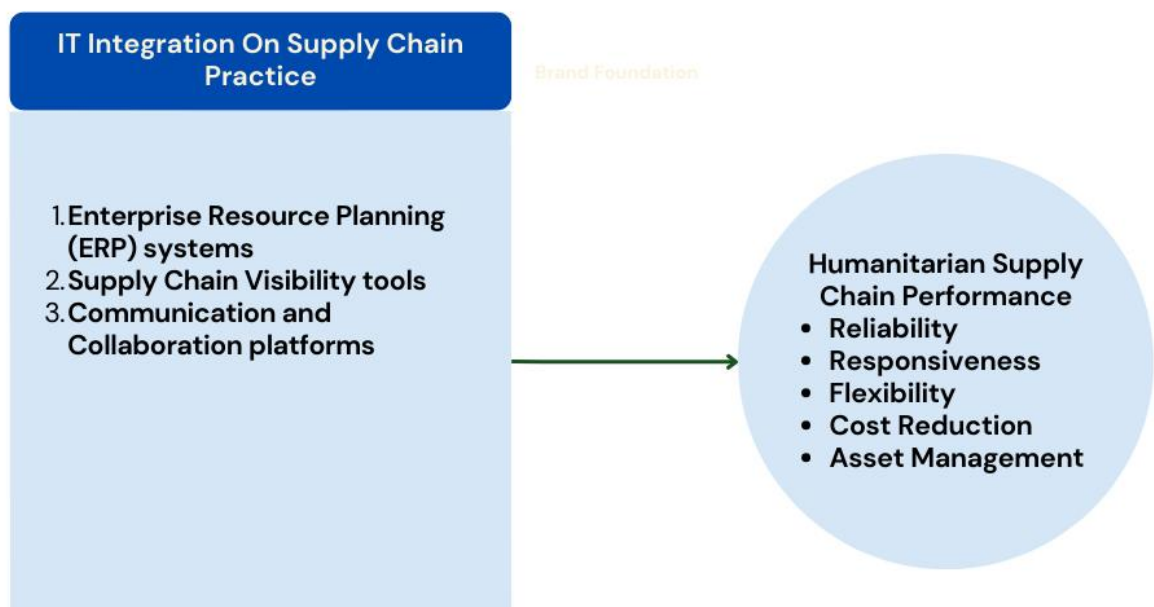 IT Integration On Supply Chain
Practice
Brand Foundation
1. Enterprise Resource Planning
(ERP) systems
2. Supply Chain Visibility tools
3. Communication and
Collaboration platforms
Humanitarian Supply
Chain Performance
• Reliability
• Responsiveness
• Flexibility
• Cost Reduction
• Asset Management